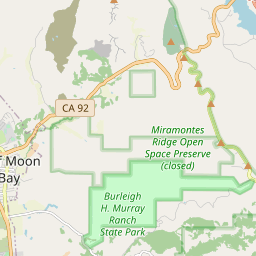 CA 92
Miramontes
Ridge Open
Space Preserve
(closed)
f Moon
Bay
Burleigh
H. Murray
Ranch
State Park